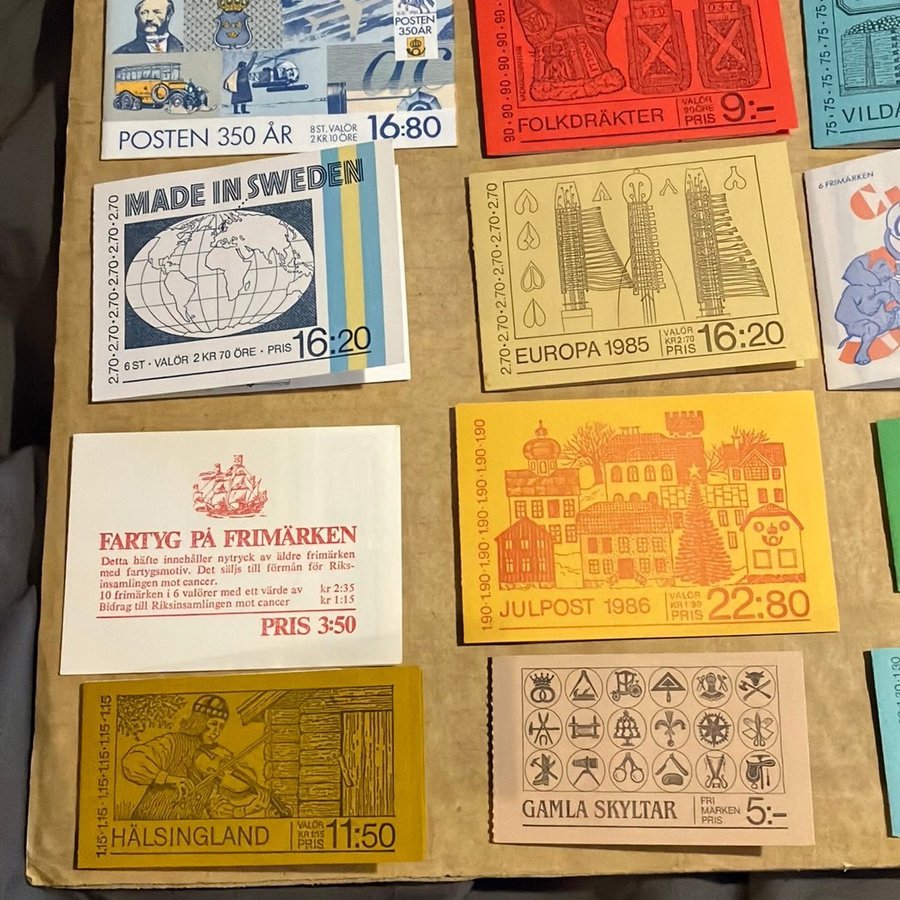 POSTEN
350 ÅR
POSTEN 350 ÅR
8 ST. VALÖR
2 KR 10 ÖRE
16:80
90·90·90·90·90
FOLKDRÄKTER
VALÖR
PRIS
9:–
75·75·75·75·75
VILDA
MADE IN SWEDEN
2.70·2.70·2.70·2.70·2.70
6 ST · VALÖR 2 KR 70 ÖRE · PRIS 16:20
2.70·2.70·2.70·2.70·2.70
EUROPA 1985
VALÖR
KR 2:70
PRIS
16:20
6 FRIMÄRKEN
FARTYG PÅ FRIMÄRKEN
Detta häfte innehåller nytryck av äldre frimärken
med fartygsmotiv. Det säljs till förmån för Riks-
insamlingen mot cancer.
10 frimärken i 6 valörer med ett värde av kr 2:35
Bidrag till Riksinsamlingen mot cancer kr 1:15
PRIS 3:50
1.90·1.90·1.90·1.90·1.90
JULPOST 1986
VALÖR
KR 1:90
PRIS
22:80
1.15·1.15·1.15·1.15·1.15
HÄLSINGLAND
VALÖR
KR 1:15
PRIS
11:50
GAMLA SKYLTAR
FRI
MÄRKEN
PRIS
5:–